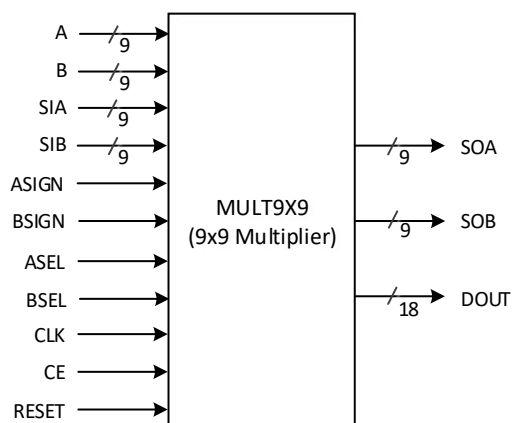 A
9
B
9
SIA
9
SIB
9
ASIGN
BSIGN
ASEL
BSEL
CLK
CE
RESET
MULT9X9
(9x9 Multiplier)
9
SOA
9
SOB
18
DOUT